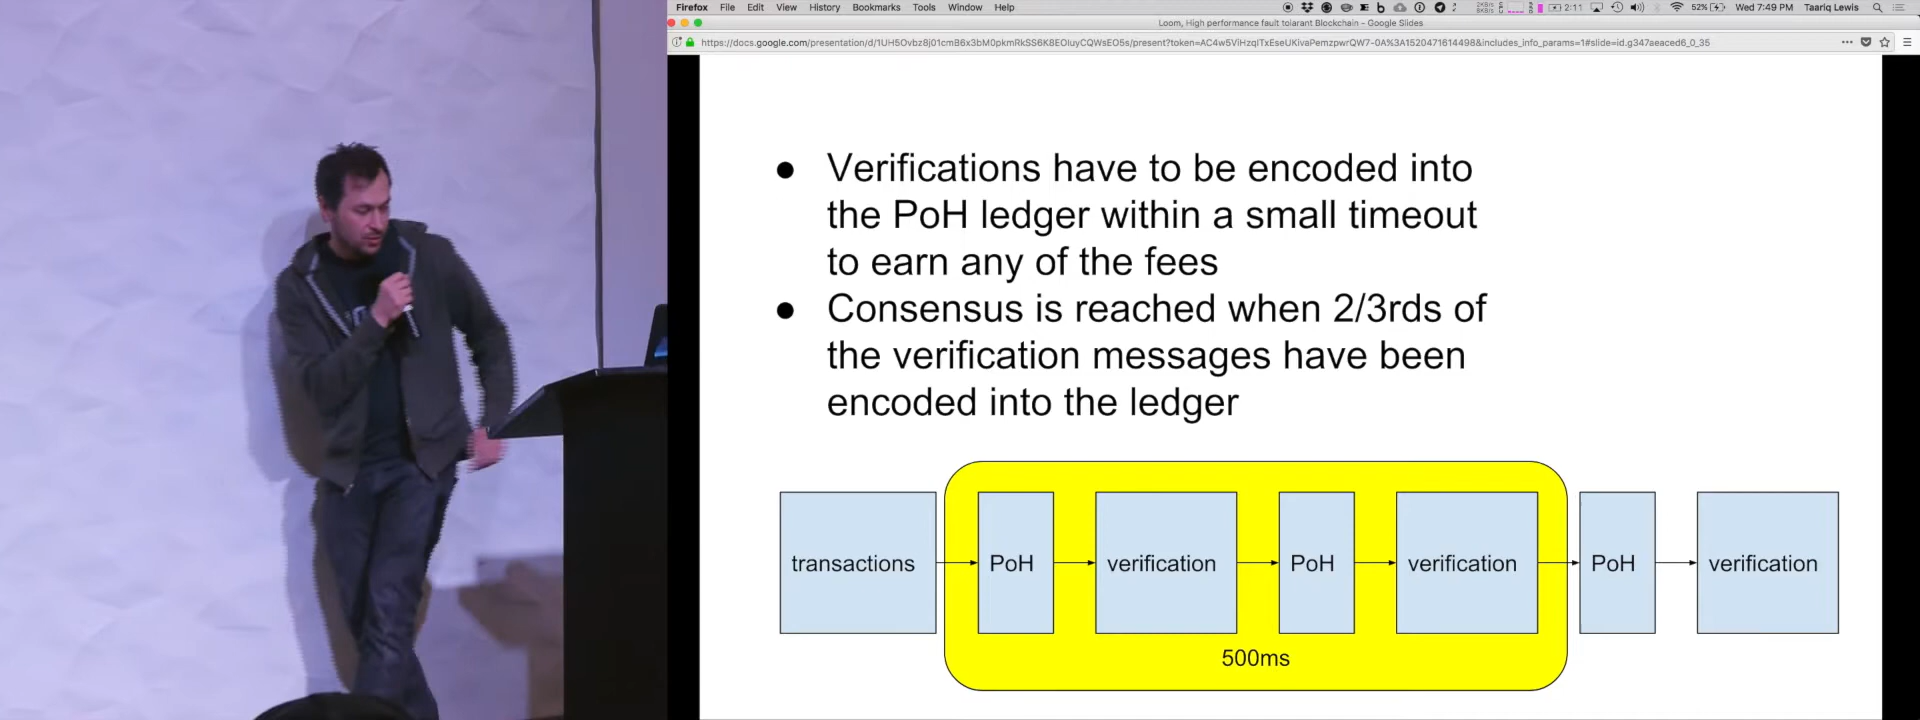 Firefox File Edit View History Bookmarks Tools Window Help
2:11 52% Wed 7:49 PM Taariq Lewis
Loom, High performance fault tolarant Blockchain - Google Slides
● Verifications have to be encoded into
the PoH ledger within a small timeout
to earn any of the fees
● Consensus is reached when 2/3rds of
the verification messages have been
encoded into the ledger
transactions
PoH
verification
PoH
verification
PoH
verification
500ms